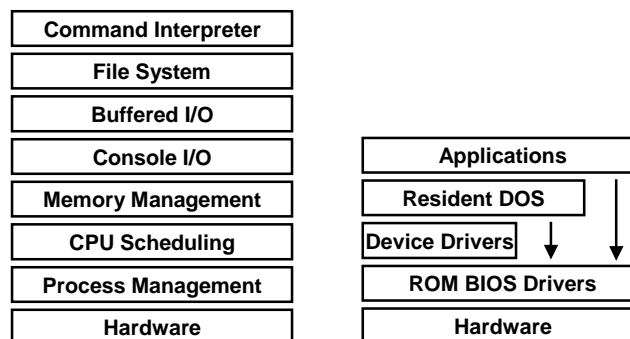 Command Interpreter
File System
Buffered I/O
Console I/O
Memory Management
CPU Scheduling
Process Management
Hardware
Applications
Resident DOS
Device Drivers
ROM BIOS Drivers
Hardware